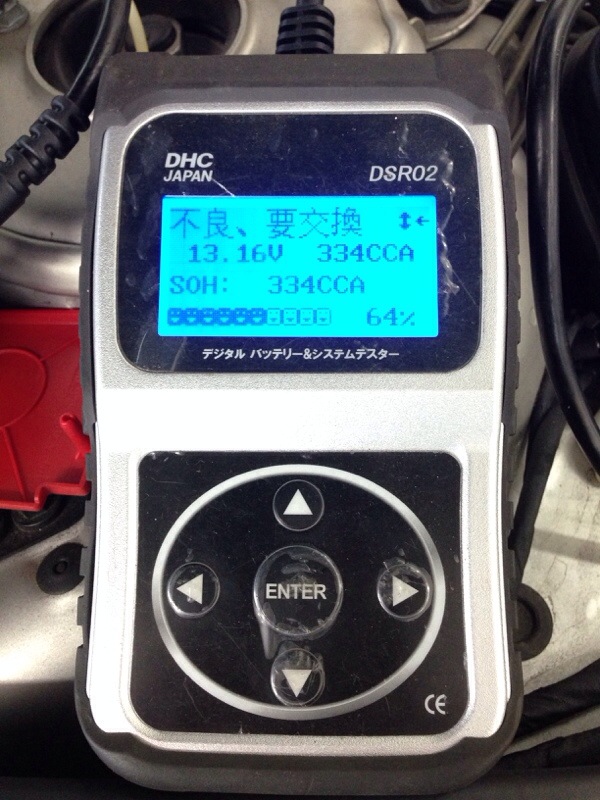 DHC
JAPAN
DSR02
不良、要交換
13.16V 334CCA
SOH: 334CCA
64%
デジタル バッテリー&システムテスター
ENTER
CE